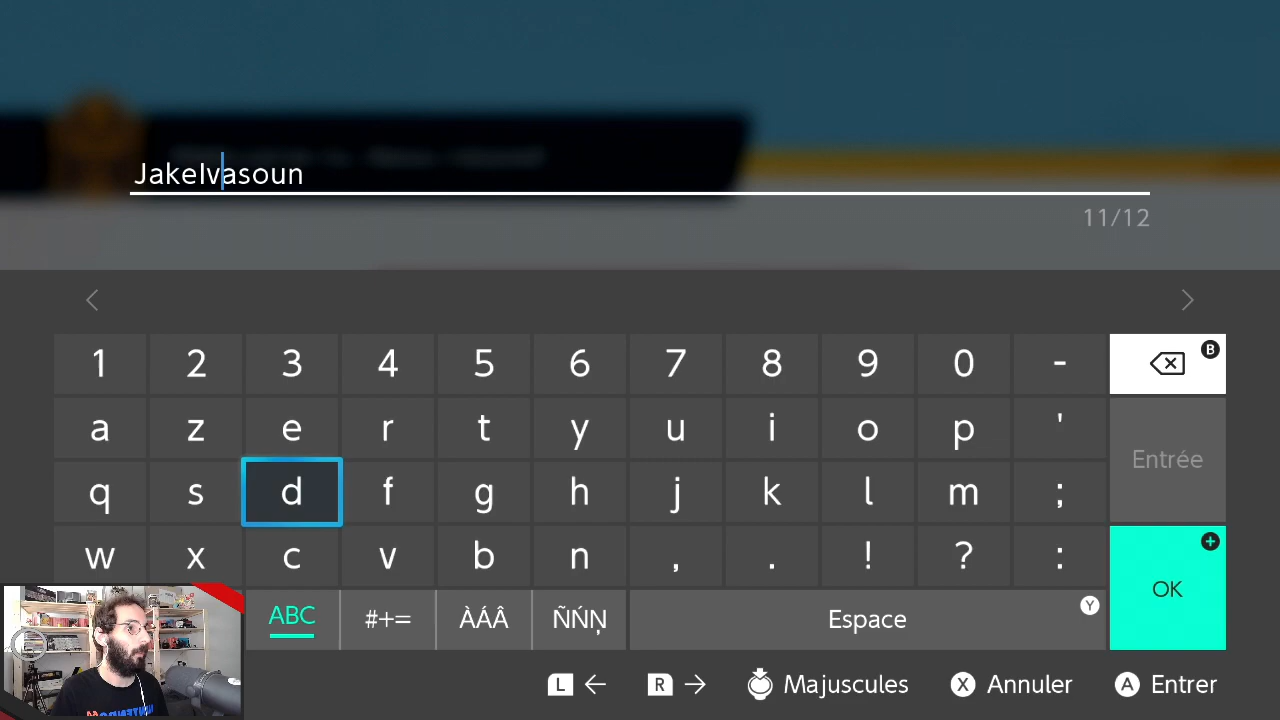 Jakelvasoun
11/12
1 2 3 4 5 6 7 8 9 0 - B
a z e r t y u i o p ' Entrée
q s d f g h j k l m ;
w x c v b n , . ! ? : +
OK
ABC #+= ÀÁÂ ÑŃŅ Espace Y
L ← R → Majuscules X Annuler A Entrer